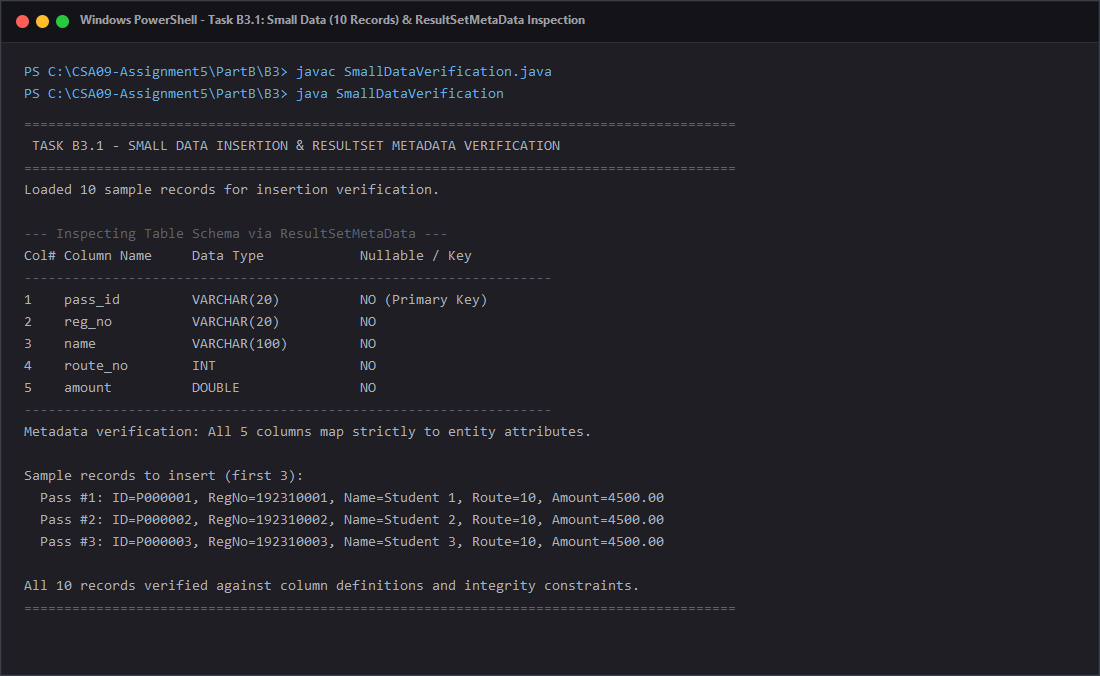 Windows PowerShell - Task B3.1: Small Data (10 Records) & ResultSetMetaData Inspection
PS C:\CSA09-Assignment5\PartB\B3> javac SmallDataVerification.java
PS C:\CSA09-Assignment5\PartB\B3> java SmallDataVerification
=========================================================================================
TASK B3.1 - SMALL DATA INSERTION & RESULTSET METADATA VERIFICATION
=========================================================================================
Loaded 10 sample records for insertion verification.
--- Inspecting Table Schema via ResultSetMetaData ---
Col# Column Name     Data Type            Nullable / Key
------------------------------------------------------------------
1    pass_id         VARCHAR(20)          NO (Primary Key)
2    reg_no          VARCHAR(20)          NO
3    name            VARCHAR(100)         NO
4    route_no        INT                  NO
5    amount          DOUBLE               NO
------------------------------------------------------------------
Metadata verification: All 5 columns map strictly to entity attributes.
Sample records to insert (first 3):
  Pass #1: ID=P000001, RegNo=192310001, Name=Student 1, Route=10, Amount=4500.00
  Pass #2: ID=P000002, RegNo=192310002, Name=Student 2, Route=10, Amount=4500.00
  Pass #3: ID=P000003, RegNo=192310003, Name=Student 3, Route=10, Amount=4500.00
All 10 records verified against column definitions and integrity constraints.
=========================================================================================